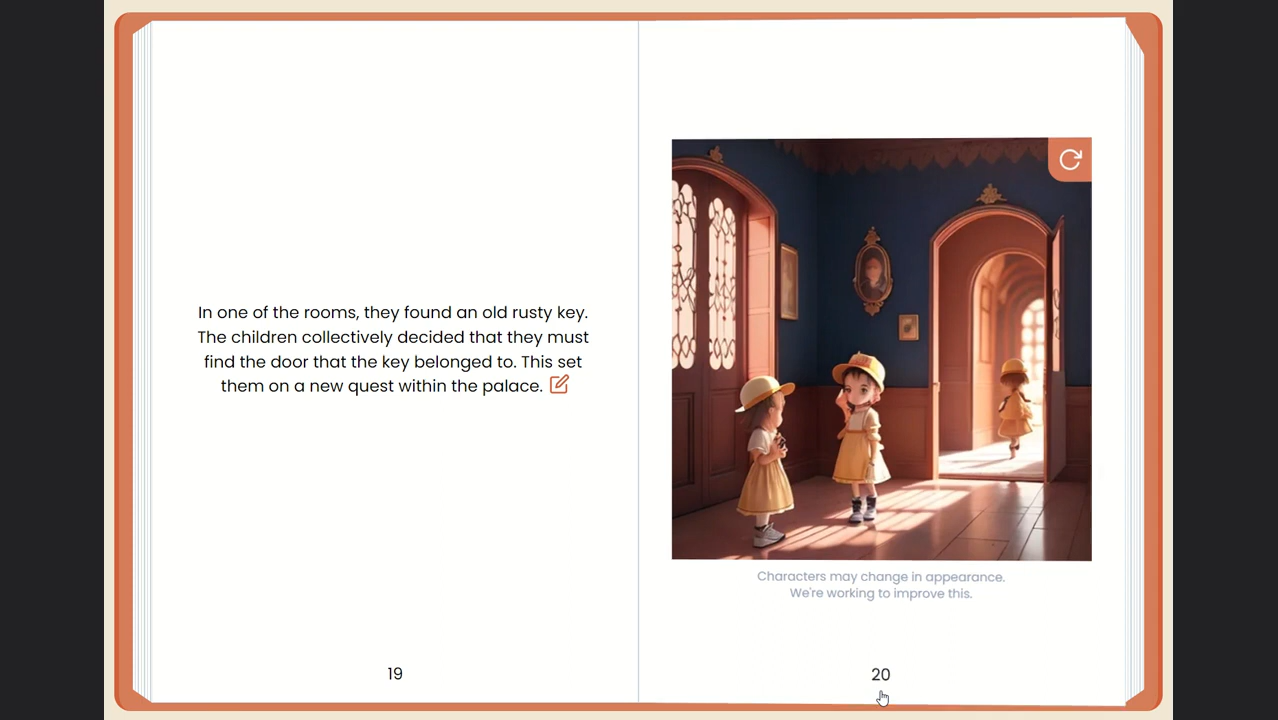 In one of the rooms, they found an old rusty key.
The children collectively decided that they must
find the door that the key belonged to. This set
them on a new quest within the palace.
Characters may change in appearance.
We're working to improve this.
19
20